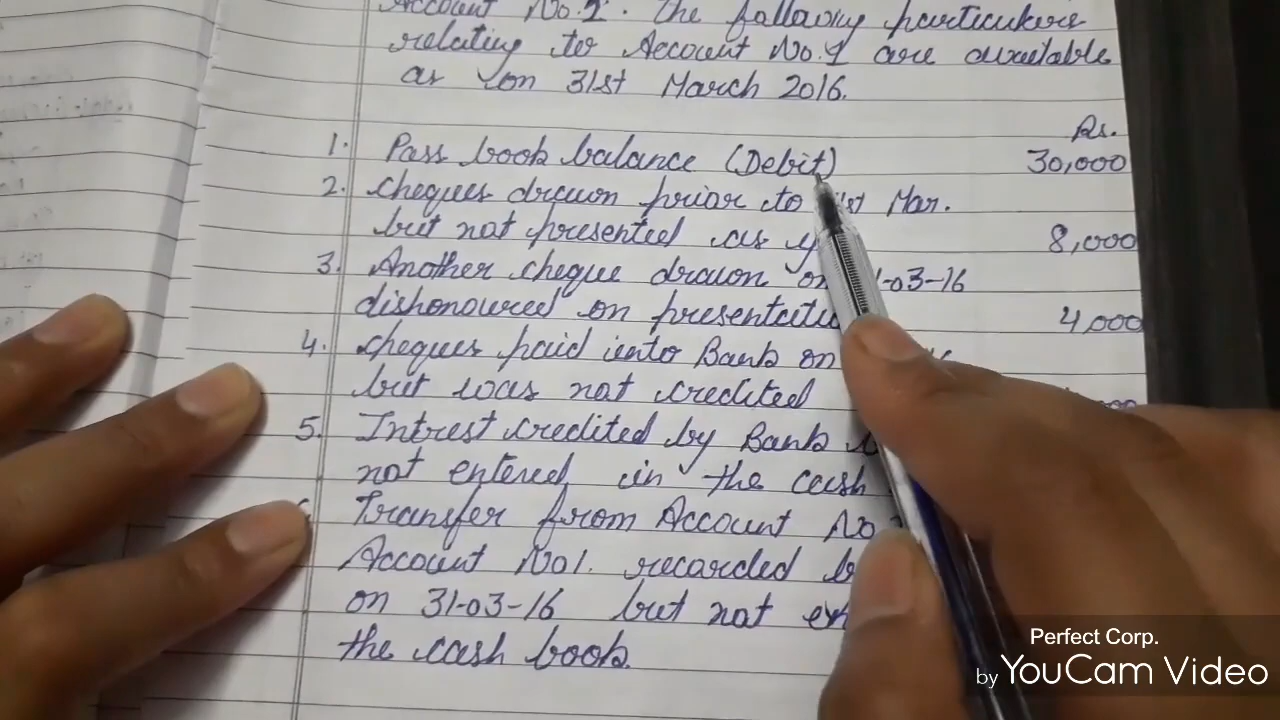 Account No.1. The following particulars
relating to Account No.1 are available
as on 31st March 2016.
Rs.
1. Pass book balance (Debit) 30,000
2. Cheques drawn prior to Mar.
but not presented as 8,000
3. Another cheque drawn on -03-16
dishonoured on 4,000
4. Cheques paid into Bank on
but was not credited
5. Intrest credited by Bank
not entered in the cash
Transfer from Account No
Account No1. recorded
on 31-03-16 but not
the cash book.
Perfect Corp.
by YouCam Video